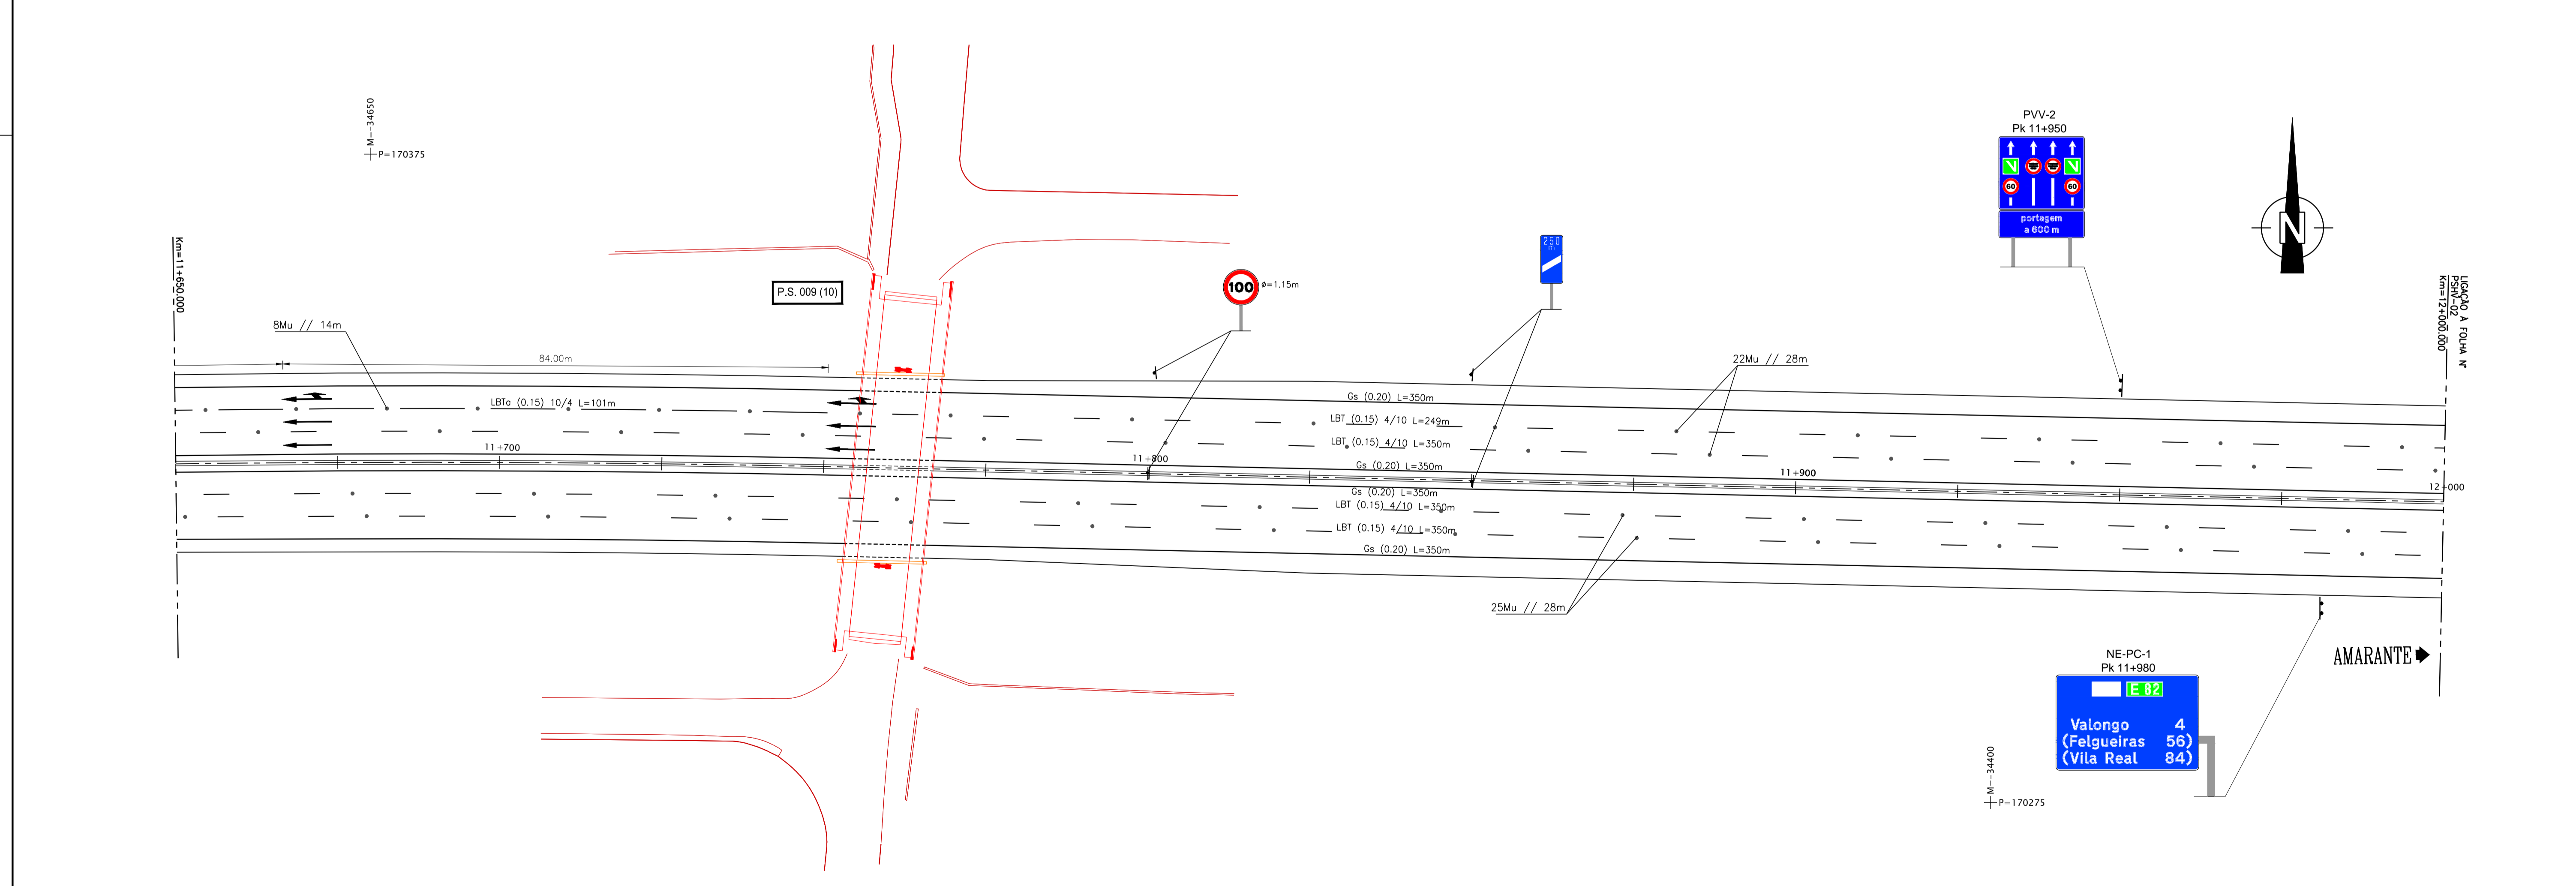 M=-34650
P=170375
Km=11+650.000
P.S. 009 (10)
8Mu // 14m
84.00m
LBTa (0.15) 10/4 L=101m
11+700
100
ø=1.15m
250
m
PVV-2
Pk 11+950
V
V
60
60
portagem
a 600 m
N
LIGAÇÃO À FOLHA Nº
PSHV-02
Km=12+000.000
22Mu // 28m
Gs (0.20) L=350m
LBT (0.15) 4/10 L=249m
LBT (0.15) 4/10 L=350m
11+800
Gs (0.20) L=350m
11+900
12+000
Gs (0.20) L=350m
LBT (0.15) 4/10 L=350m
LBT (0.15) 4/10 L=350m
Gs (0.20) L=350m
25Mu // 28m
AMARANTE
NE-PC-1
Pk 11+980
E 82
Valongo 4
(Felgueiras 56)
(Vila Real 84)
M=-34400
P=170275